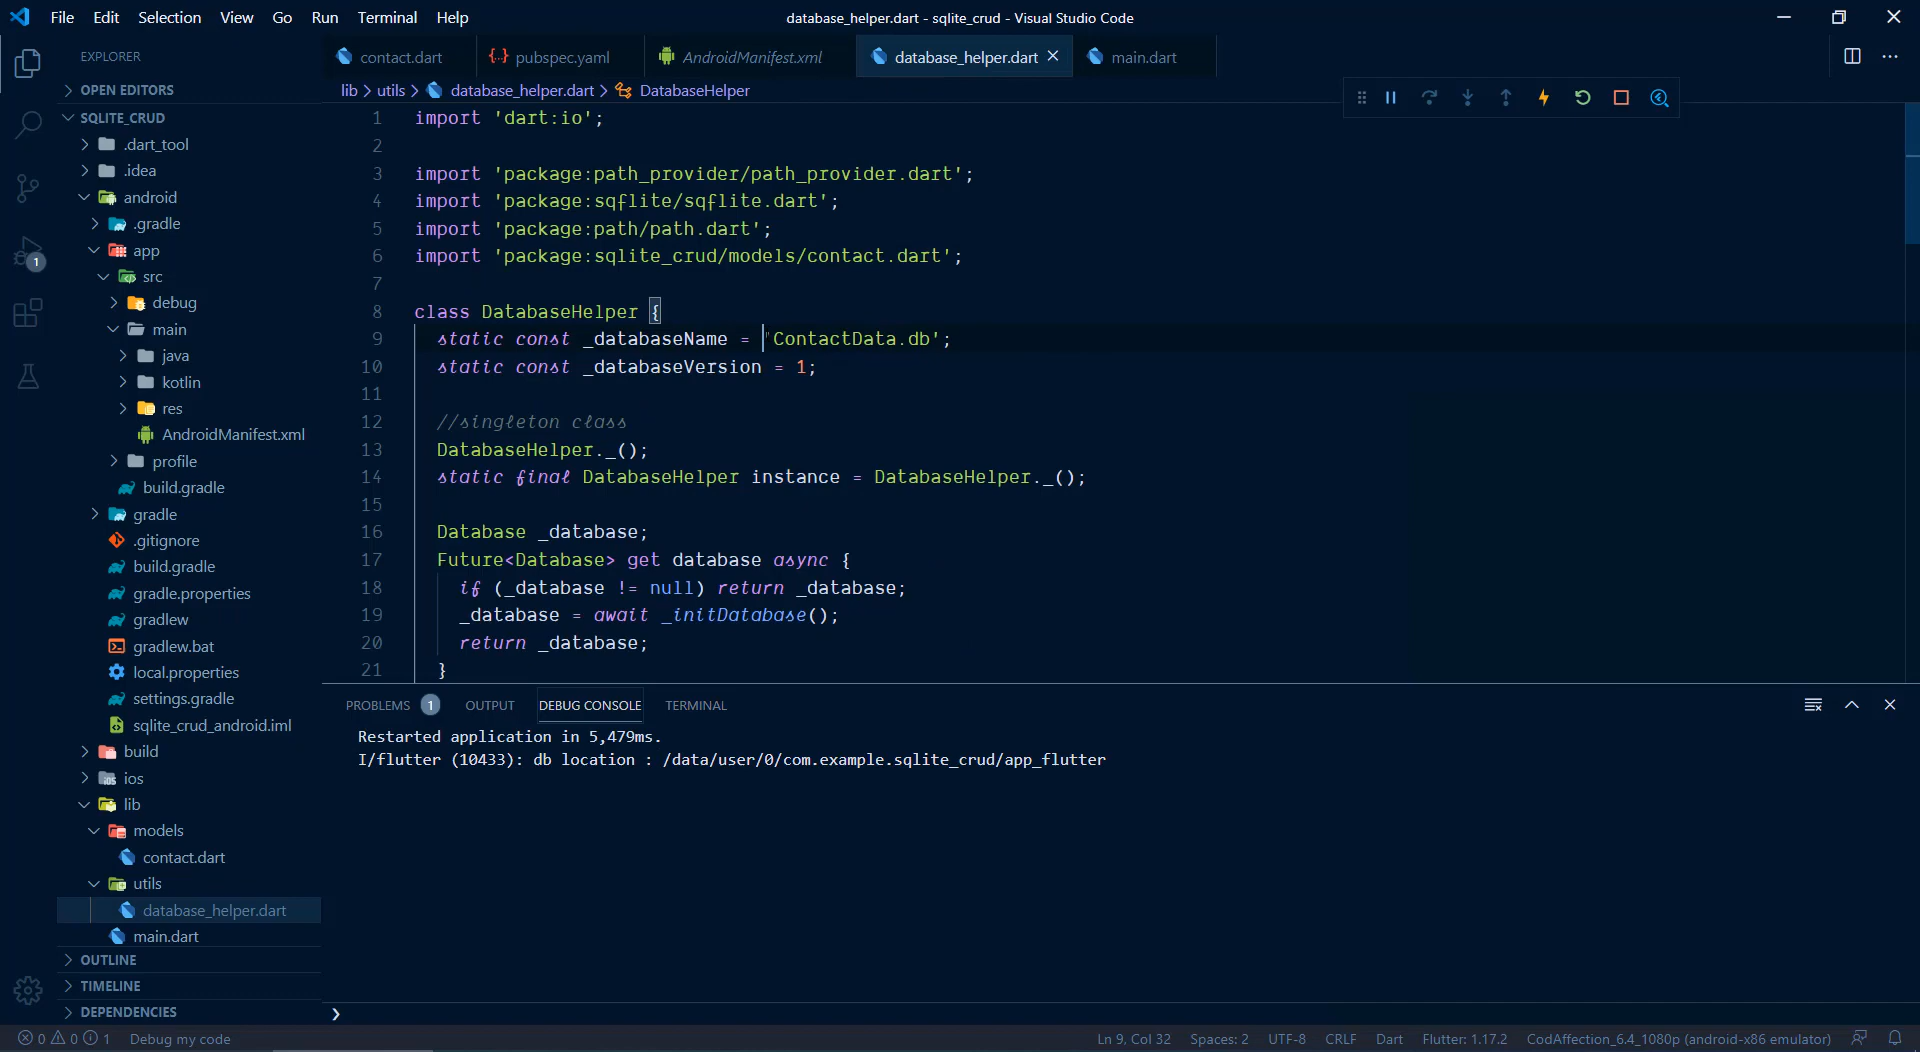 File Edit Selection View Go Run Terminal Help
database_helper.dart - sqlite_crud - Visual Studio Code
EXPLORER
OPEN EDITORS
SQLITE_CRUD
.dart_tool
.idea
android
.gradle
app
src
debug
main
java
kotlin
res
AndroidManifest.xml
profile
build.gradle
gradle
.gitignore
build.gradle
gradle.properties
gradlew
gradlew.bat
local.properties
settings.gradle
sqlite_crud_android.iml
build
ios
lib
models
contact.dart
utils
database_helper.dart
main.dart
OUTLINE
TIMELINE
DEPENDENCIES
1
contact.dart pubspec.yaml AndroidManifest.xml database_helper.dart main.dart
lib > utils > database_helper.dart > DatabaseHelper
1 import 'dart:io';
2
3 import 'package:path_provider/path_provider.dart';
4 import 'package:sqflite/sqflite.dart';
5 import 'package:path/path.dart';
6 import 'package:sqlite_crud/models/contact.dart';
7
8 class DatabaseHelper {
9 static const _databaseName = 'ContactData.db';
10 static const _databaseVersion = 1;
11
12 //singleton class
13 DatabaseHelper._();
14 static final DatabaseHelper instance = DatabaseHelper._();
15
16 Database _database;
17 Future<Database> get database async {
18 if (_database != null) return _database;
19 _database = await _initDatabase();
20 return _database;
21 }
PROBLEMS 1 OUTPUT DEBUG CONSOLE TERMINAL
Restarted application in 5,479ms.
I/flutter (10433): db location : /data/user/0/com.example.sqlite_crud/app_flutter
0 0 1 Debug my code Ln 9, Col 32 Spaces: 2 UTF-8 CRLF Dart Flutter: 1.17.2 CodAffection_6.4_1080p (android-x86 emulator)